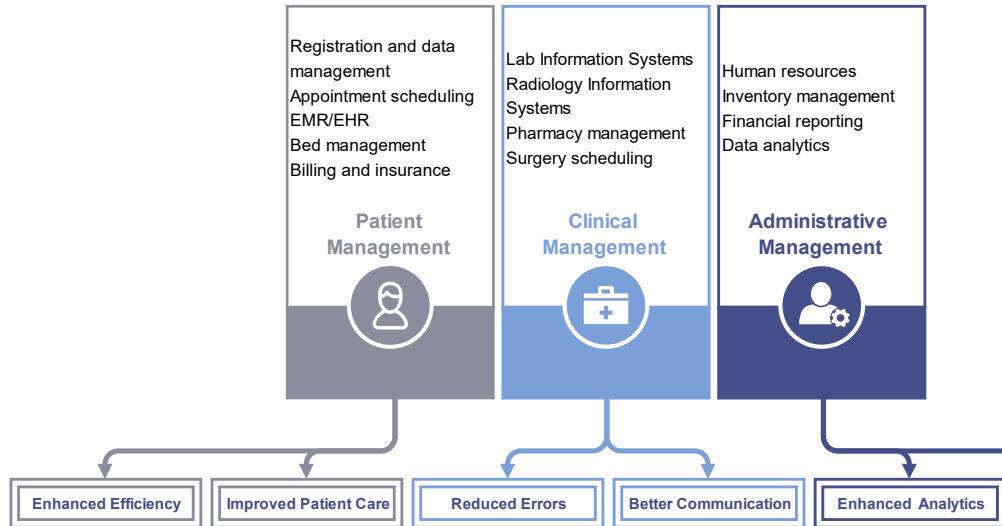 Registration and data
management
Appointment scheduling
EMR/EHR
Bed management
Billing and insurance
Patient
Management
Lab Information Systems
Radiology Information
Systems
Pharmacy management
Surgery scheduling
Clinical
Management
Human resources
Inventory management
Financial reporting
Data analytics
Administrative
Management
Enhanced Efficiency
Improved Patient Care
Reduced Errors
Better Communication
Enhanced Analytics